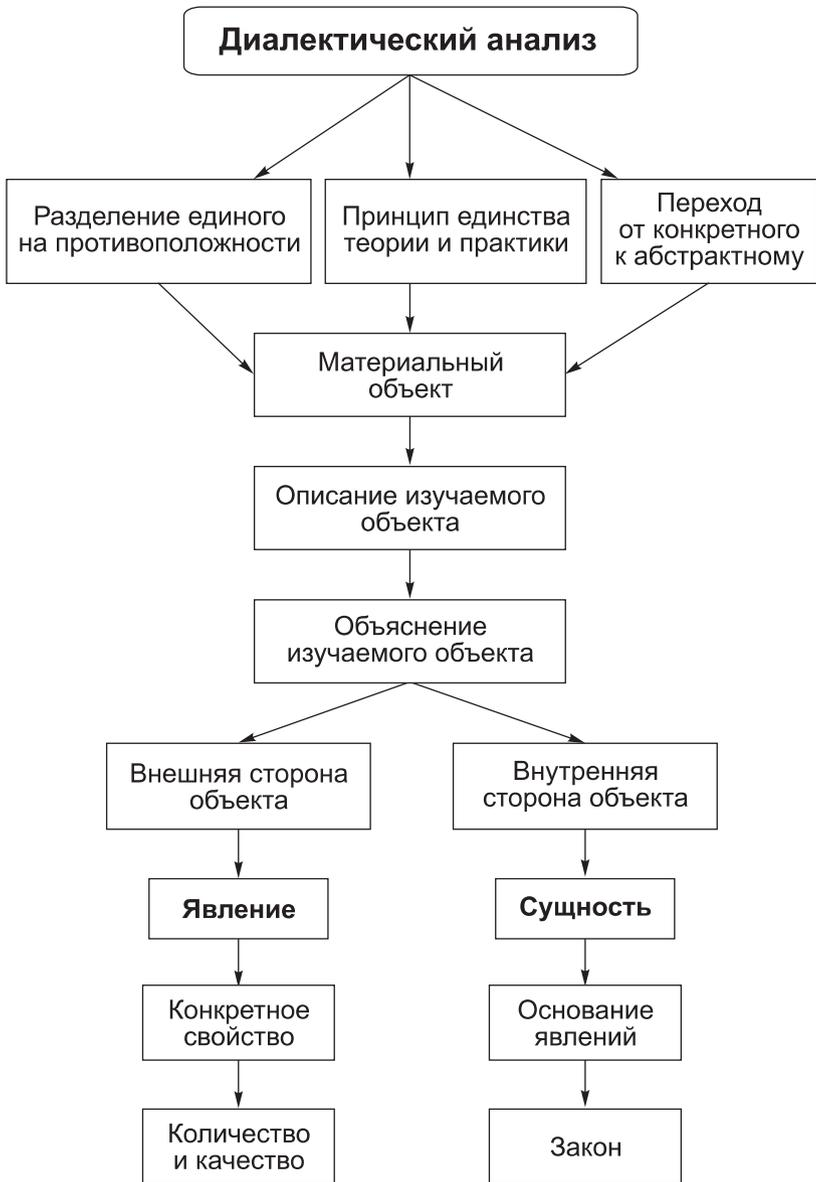 Диалектический анализ
Разделение единого
на противоположности
Принцип единства
теории и практики
Переход
от конкретного
к абстрактному
Материальный
объект
Описание изучаемого
объекта
Объяснение
изучаемого объекта
Внешняя сторона
объекта
Внутренняя
сторона объекта
Явление
Сущность
Конкретное
свойство
Основание
явлений
Количество
и качество
Закон